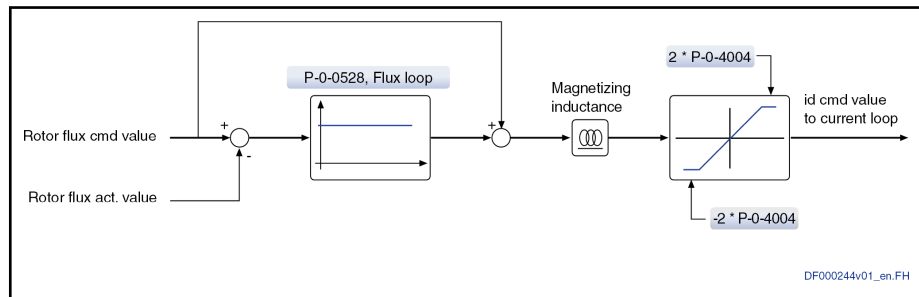 2 * P-0-4004
P-0-0528, Flux loop
Magnetizing
inductance
id cmd value
to current loop
Rotor flux cmd value
+
-
+
Rotor flux act. value
-2 * P-0-4004
DF000244v01_en.FH